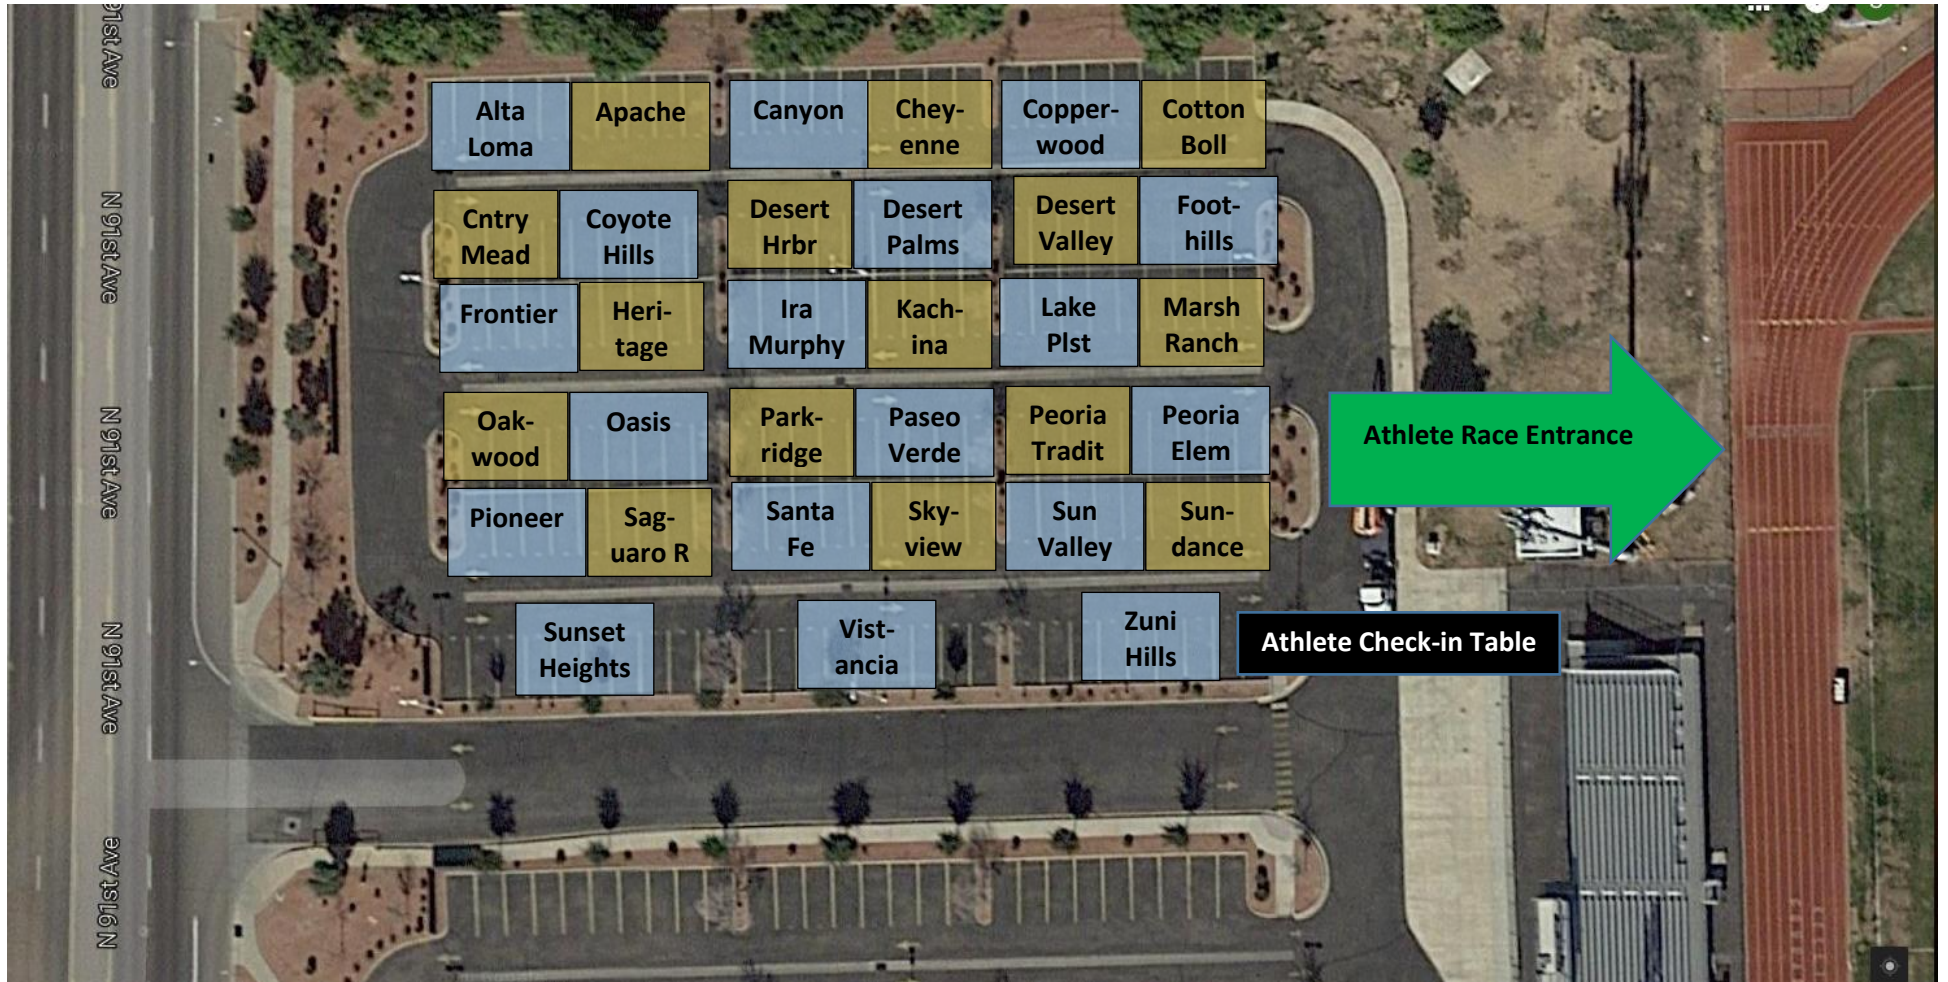 91st Ave
N 91st Ave
N 91st Ave
N 91st Ave
N 91st Ave
Alta
Loma
Apache
Canyon
Chey-
enne
Copper-
wood
Cotton
Boll
Cntry
Mead
Coyote
Hills
Desert
Hrbr
Desert
Palms
Desert
Valley
Foot-
hills
Frontier
Heri-
tage
Ira
Murphy
Kach-
ina
Lake
Plst
Marsh
Ranch
Oak-
wood
Oasis
Park-
ridge
Paseo
Verde
Peoria
Tradit
Peoria
Elem
Athlete Race Entrance
Pioneer
Sag-
uaro R
Santa
Fe
Sky-
view
Sun
Valley
Sun-
dance
Sunset
Heights
Vist-
ancia
Zuni
Hills
Athlete Check-in Table